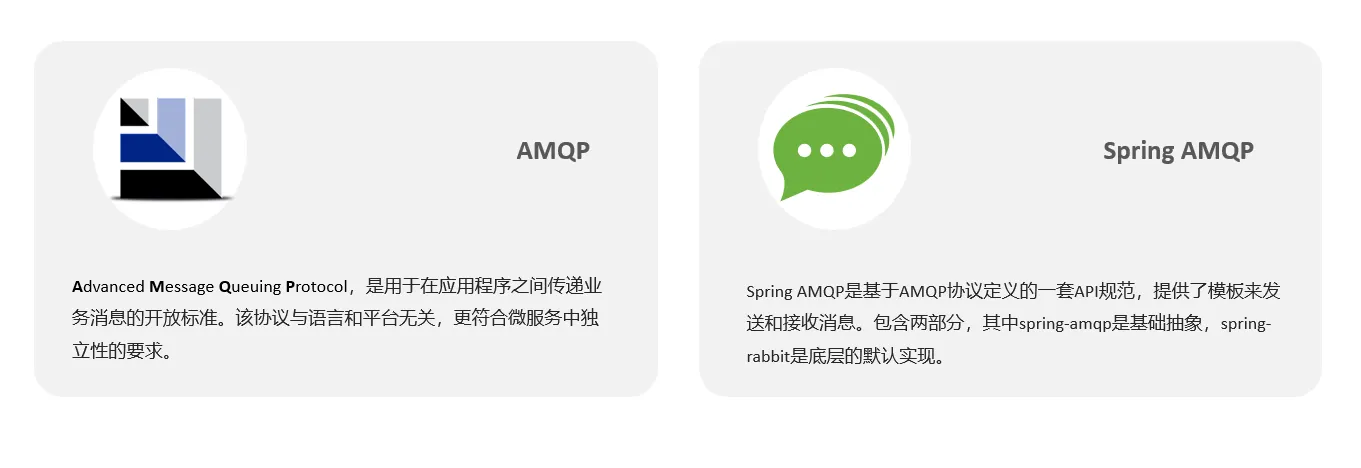 AMQP
Advanced Message Queuing Protocol，是用于在应用程序之间传递业
务消息的开放标准。该协议与语言和平台无关，更符合微服务中独
立性的要求。
Spring AMQP
Spring AMQP是基于AMQP协议定义的一套API规范，提供了模板来发
送和接收消息。包含两部分，其中spring-amqp是基础抽象，spring-
rabbit是底层的默认实现。